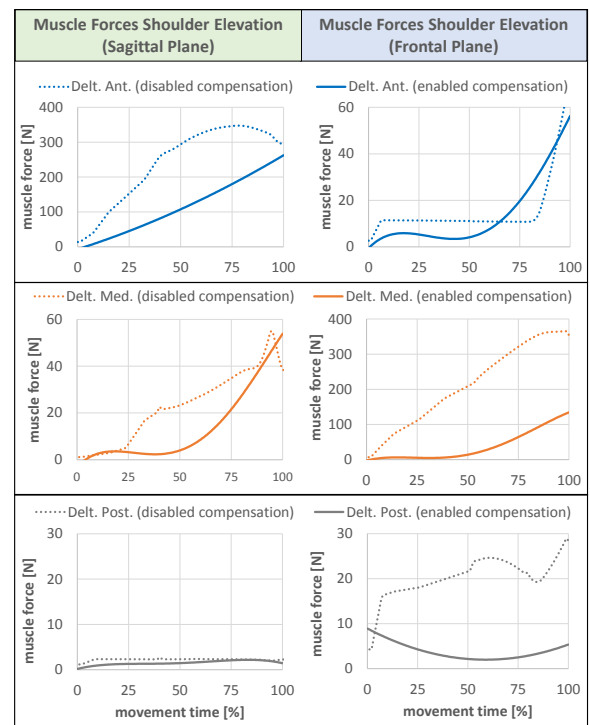 Muscle Forces Shoulder Elevation
(Sagittal Plane)
Muscle Forces Shoulder Elevation
(Frontal Plane)
Delt. Ant. (disabled compensation)
Delt. Ant. (enabled compensation)
muscle force [N]
400
300
200
100
0
0 25 50 75 100
muscle force [N]
60
40
20
0
0 25 50 75 100
Delt. Med. (disabled compensation)
Delt. Med. (enabled compensation)
muscle force [N]
60
40
20
0
0 25 50 75 100
muscle force [N]
400
300
200
100
0
0 25 50 75 100
Delt. Post. (disabled compensation)
Delt. Post. (enabled compensation)
muscle force [N]
30
20
10
0
0 25 50 75 100
movement time [%]
muscle force [N]
30
20
10
0
0 25 50 75 100
movement time [%]